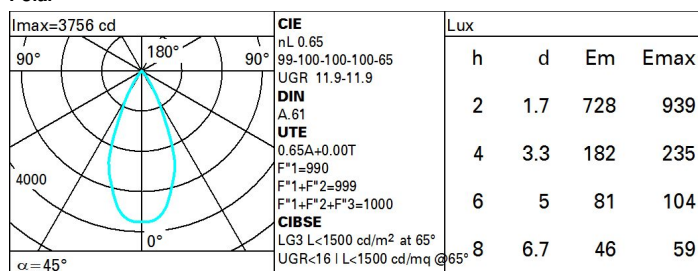 Imax=3756 cd
90° 180° 90°
4000
0°
α=45°
CIE
nL 0.65
99-100-100-100-65
UGR 11.9-11.9
DIN
A.61
UTE
0.65A+0.00T
F"1=990
F"1+F"2=999
F"1+F"2+F"3=1000
CIBSE
LG3 L<1500 cd/m² at 65°
UGR<16 | L<1500 cd/mq @65°
Lux
h d Em Emax
2 1.7 728 939
4 3.3 182 235
6 5 81 104
8 6.7 46 59